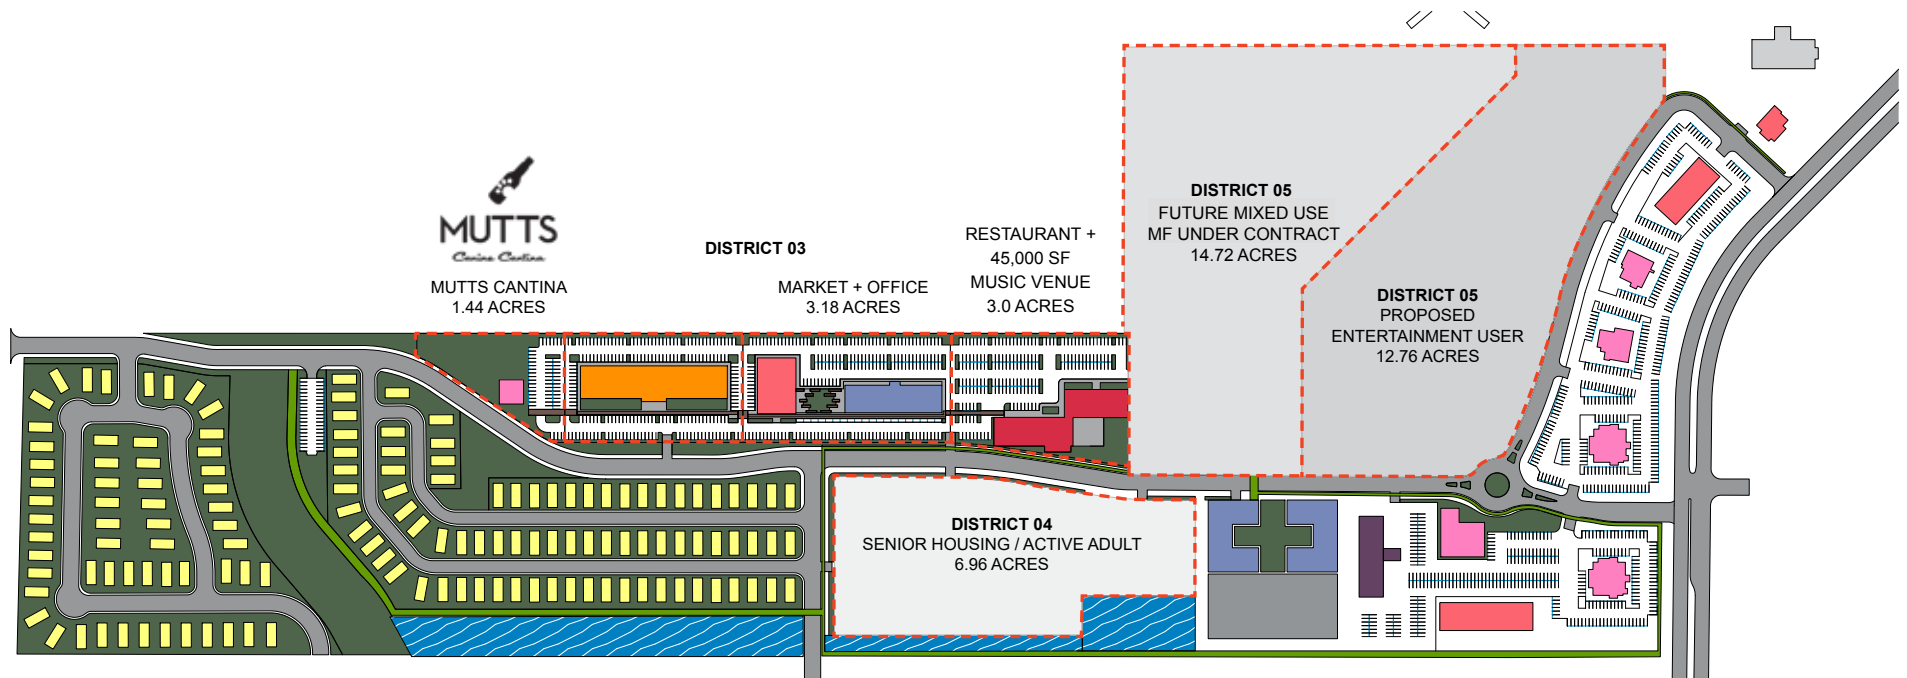 MUTTS
Canine Cantina
MUTTS CANTINA
1.44 ACRES
DISTRICT 03
MARKET + OFFICE
3.18 ACRES
RESTAURANT +
45,000 SF
MUSIC VENUE
3.0 ACRES
DISTRICT 05
FUTURE MIXED USE
MF UNDER CONTRACT
14.72 ACRES
DISTRICT 05
PROPOSED
ENTERTAINMENT USER
12.76 ACRES
DISTRICT 04
SENIOR HOUSING / ACTIVE ADULT
6.96 ACRES